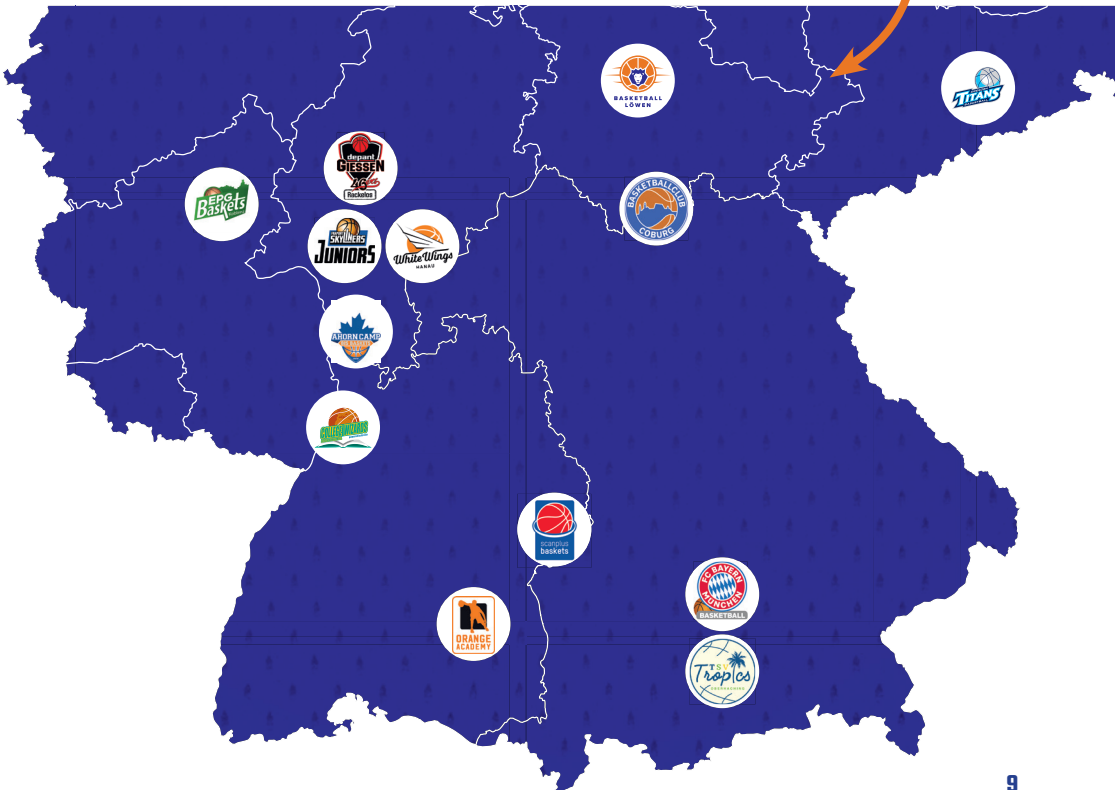 BASKETBALL
LÖWEN
TITANS
depant
GIESSEN
46ers
Rackelos
EPG
Baskets
BASKETBALLCLUB
COBURG
SKYLINERS
JUNIORS
White Wings
HANAU
AHORN CAMP
scanplus
baskets
FC BAYERN
MÜNCHEN
BASKETBALL
ORANGE
ACADEMY
TSV
Tropics
9